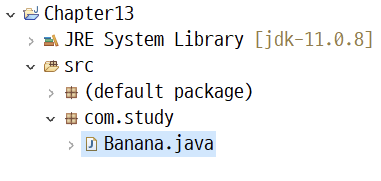 Chapter13
JRE System Library [jdk-11.0.8]
src
(default package)
com.study
Banana.java